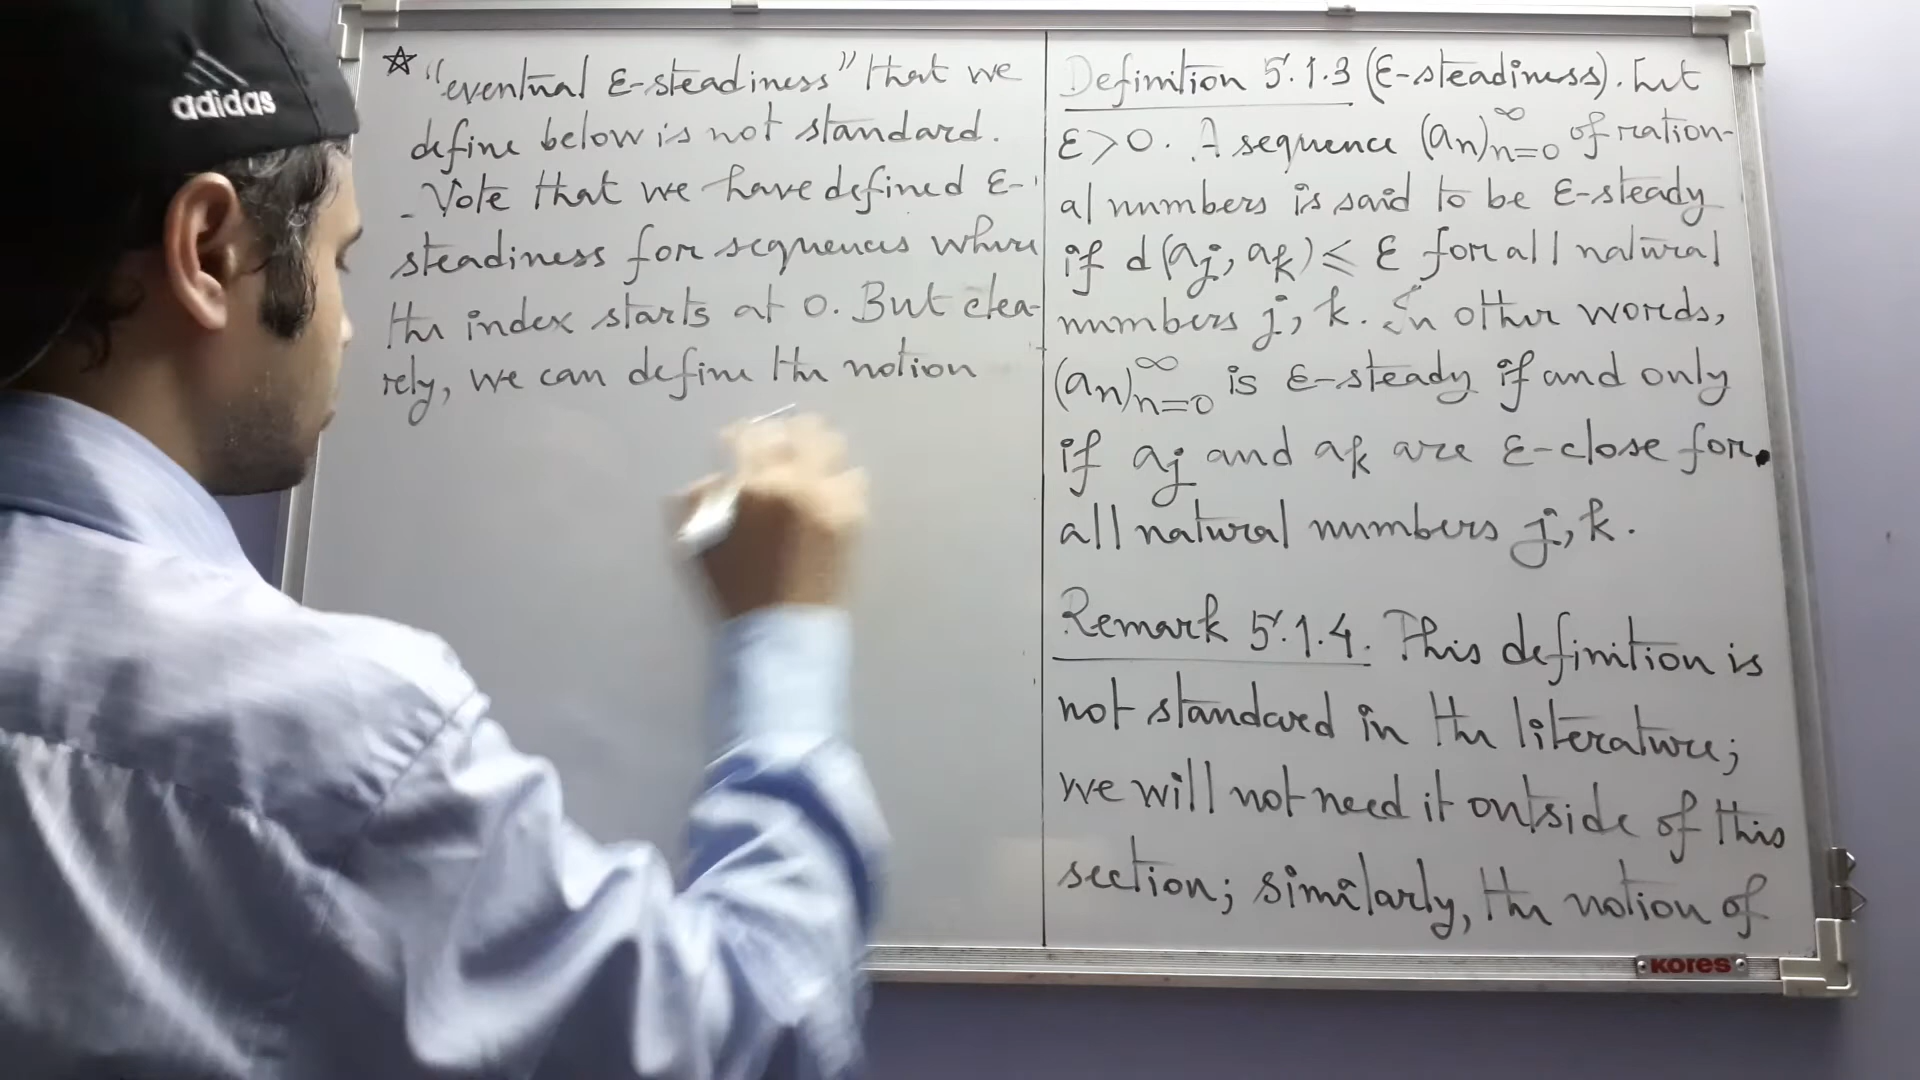 adidas
☆ "eventual ε-steadiness" that we
define below is not standard.
Note that we have defined ε-
steadiness for sequences where
the index starts at 0. But clea-
rely, we can define the notion
Definition 5.1.3 (ε-steadiness). Let
ε>0. A sequence (an)∞n=0 of ration-
al numbers is said to be ε-steady
if d(aj, ak) ⩽ ε for all natural
numbers j, k. In other words,
(an)∞n=0 is ε-steady if and only
if aj and ak are ε-close for
all natural numbers j, k.
Remark 5.1.4. This definition is
not standard in the literature;
we will not need it outside of this
section; similarly, the notion of
KORES